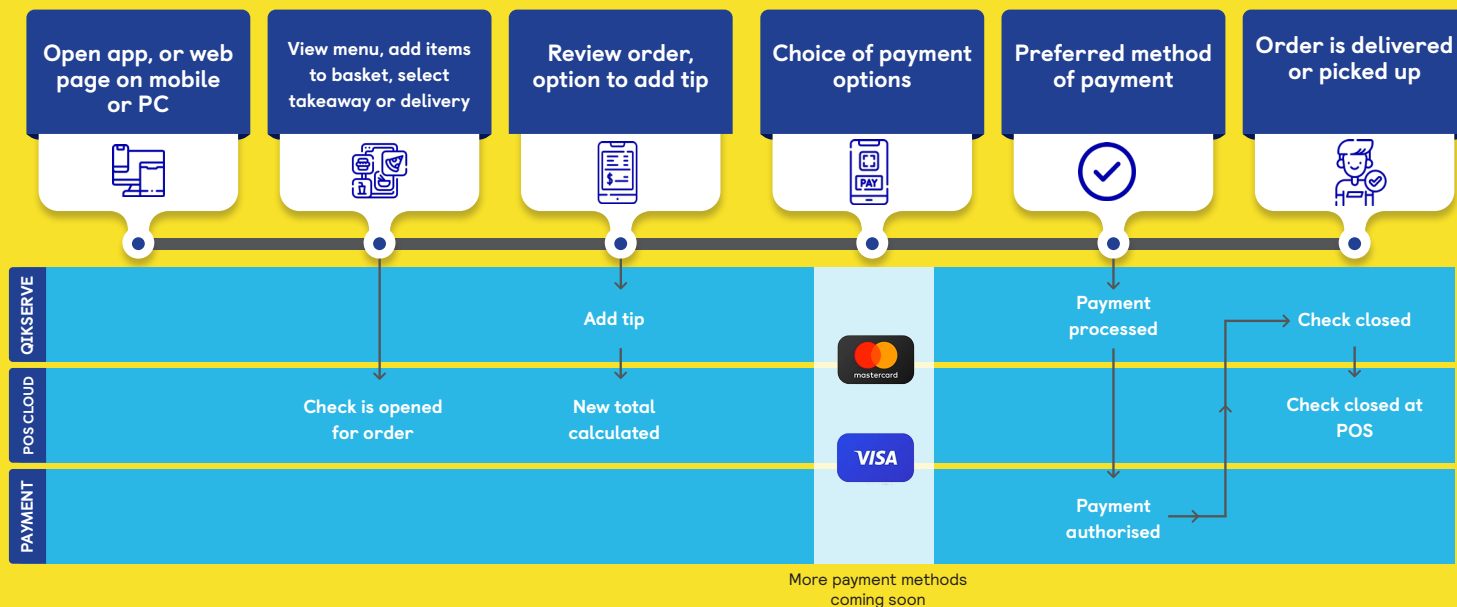 Open app, or web
page on mobile
or PC
View menu, add items
to basket, select
takeaway or delivery
Review order,
option to add tip
Choice of payment
options
Preferred method
of payment
Order is delivered
or picked up
$
PAY
QIKSERVE
Add tip
mastercard
Payment
processed
Check closed
POS CLOUD
Check is opened
for order
New total
calculated
VISA
Check closed at
POS
PAYMENT
Payment
authorised
More payment methods
coming soon